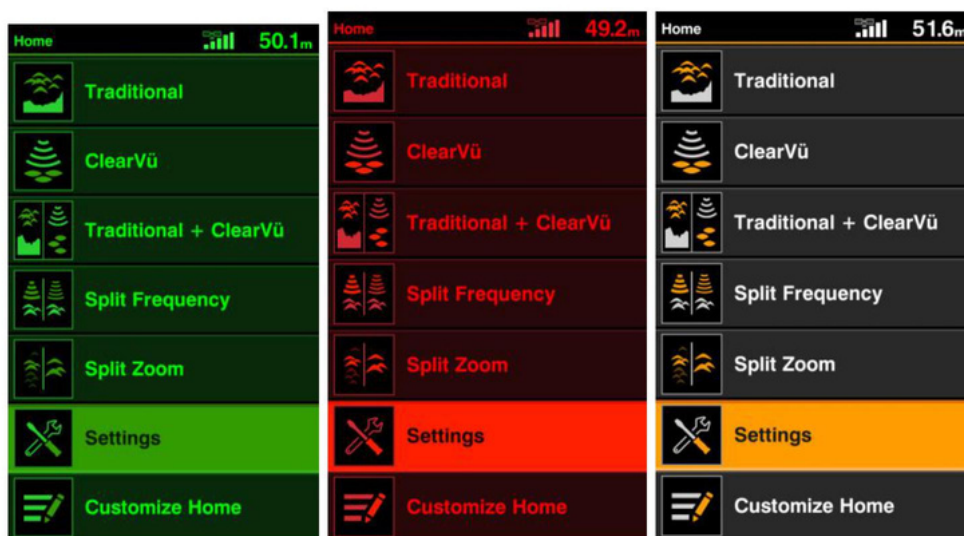 Home 50.1m
Traditional
ClearVü
Traditional + ClearVü
Split Frequency
Split Zoom
Settings
Customize Home
Home 49.2m
Traditional
ClearVü
Traditional + ClearVü
Split Frequency
Split Zoom
Settings
Customize Home
Home 51.6m
Traditional
ClearVü
Traditional + ClearVü
Split Frequency
Split Zoom
Settings
Customize Home